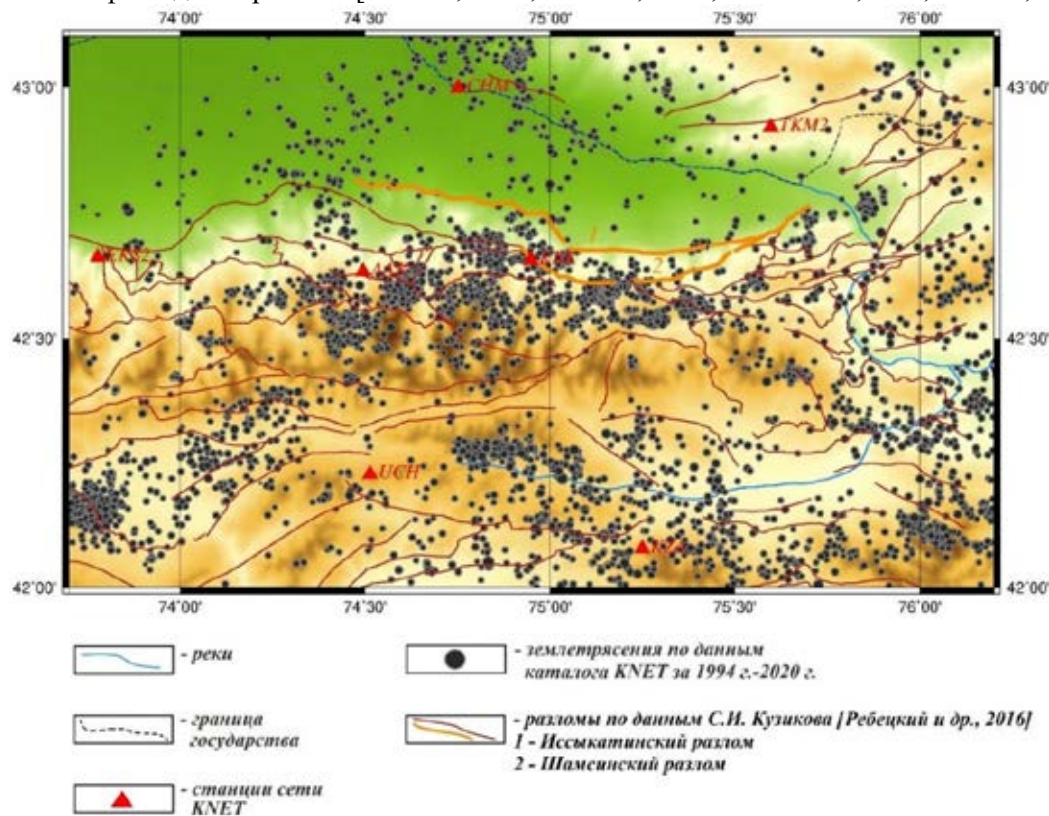 74°00' 74°30' 75°00' 75°30' 76°00'
43°00' 43°00'
CHM
TKM2
1
2
UCH
42°30' 42°30'
42°00' 42°00'
74°00' 74°30' 75°00' 75°30' 76°00'
- реки
- граница
государства
- станции сети
KNET
- землетрясения по данным
каталога KNET за 1994 г.-2020 г.
- разломы по данным С.И. Кузикова [Ребецкий и др., 2016]
1 - Иссыкатинский разлом
2 - Шамсинский разлом